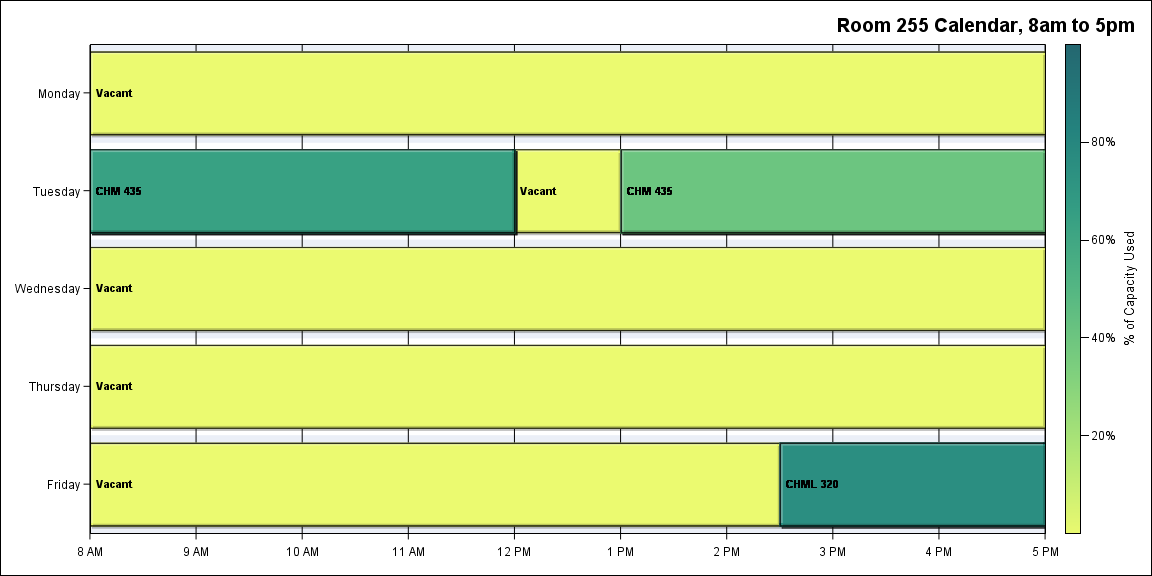 Room 255 Calendar, 8am to 5pm
Monday
Vacant
Tuesday
CHM 435
Vacant
CHM 435
Wednesday
Vacant
Thursday
Vacant
Friday
Vacant
CHML 320
8 AM
9 AM
10 AM
11 AM
12 PM
1 PM
2 PM
3 PM
4 PM
5 PM
80%
60%
40%
20%
% of Capacity Used